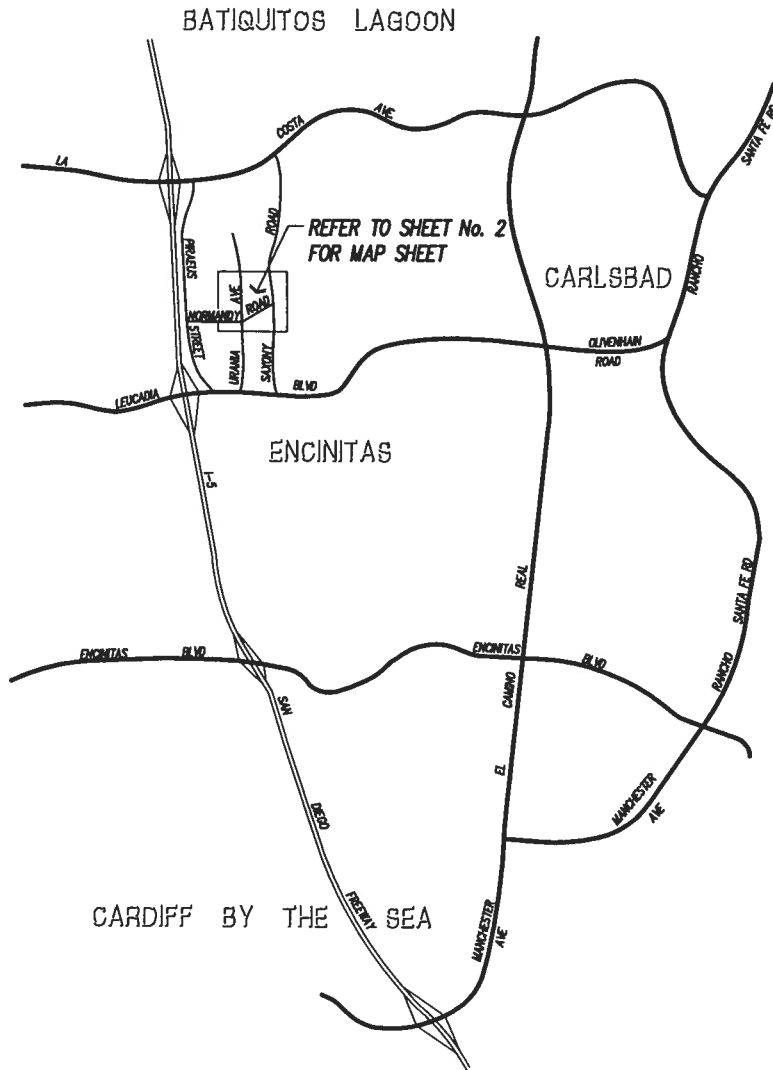 BATIQUITOS LAGOON
LA
COSTA
AVE
SANTA FE RD
RANCHO
ROAD
REFER TO SHEET No. 2
FOR MAP SHEET
CARLSBAD
PIRAEUS
STREET
NORMANDY
ROAD
AVE
URANIA
SAXONY
OLIVENHAIN
ROAD
LEUCADIA
BLVD
ENCINITAS
I-5
REAL
CAMINO
EL
SANTA FE RD
RANCHO
ENCINITAS
BLVD
ENCINITAS
BLVD
SAN
DIEGO
FREEWAY
MANCHESTER
AVE
CARDIFF BY THE SEA
MANCHESTER
AVE